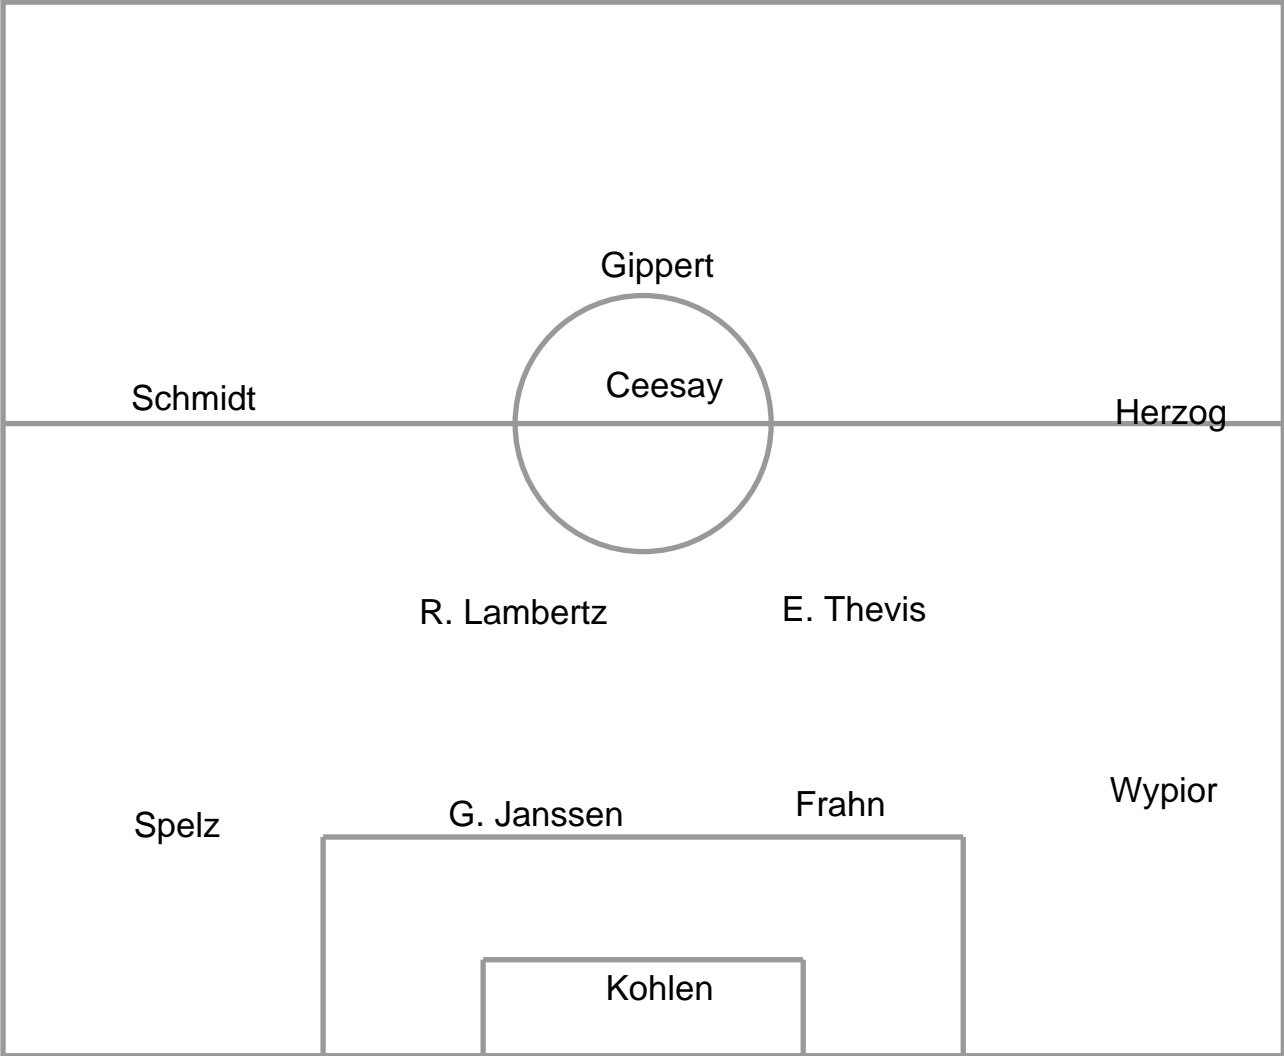 Gippert
Ceesay
Schmidt
Herzog
R. Lambertz
E. Thevis
Wypior
Frahn
G. Janssen
Spelz
Kohlen